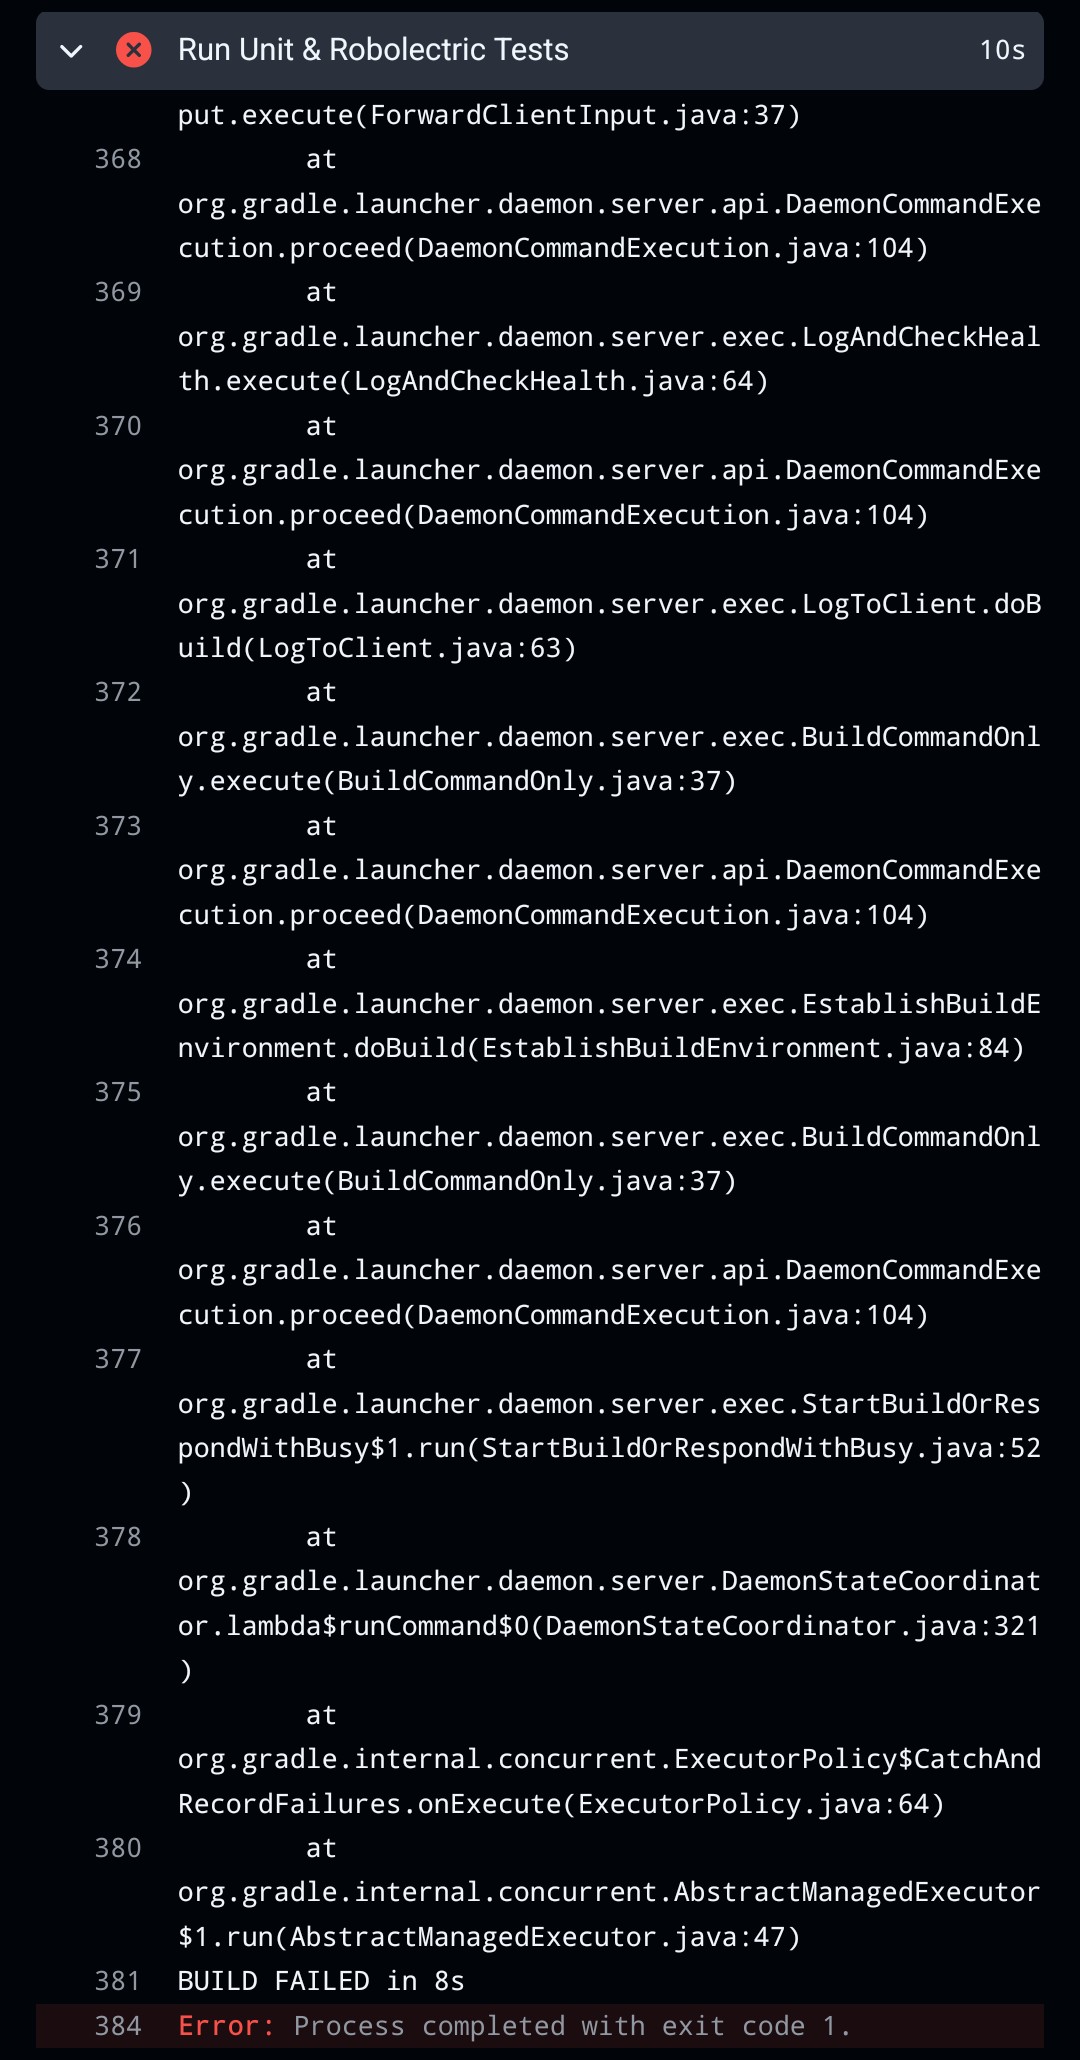 Run Unit & Robolectric Tests 10s
put.execute(ForwardClientInput.java:37)
368 at
org.gradle.launcher.daemon.server.api.DaemonCommandExe
cution.proceed(DaemonCommandExecution.java:104)
369 at
org.gradle.launcher.daemon.server.exec.LogAndCheckHeal
th.execute(LogAndCheckHealth.java:64)
370 at
org.gradle.launcher.daemon.server.api.DaemonCommandExe
cution.proceed(DaemonCommandExecution.java:104)
371 at
org.gradle.launcher.daemon.server.exec.LogToClient.doB
uild(LogToClient.java:63)
372 at
org.gradle.launcher.daemon.server.exec.BuildCommandOnl
y.execute(BuildCommandOnly.java:37)
373 at
org.gradle.launcher.daemon.server.api.DaemonCommandExe
cution.proceed(DaemonCommandExecution.java:104)
374 at
org.gradle.launcher.daemon.server.exec.EstablishBuildE
nvironment.doBuild(EstablishBuildEnvironment.java:84)
375 at
org.gradle.launcher.daemon.server.exec.BuildCommandOnl
y.execute(BuildCommandOnly.java:37)
376 at
org.gradle.launcher.daemon.server.api.DaemonCommandExe
cution.proceed(DaemonCommandExecution.java:104)
377 at
org.gradle.launcher.daemon.server.exec.StartBuildOrRes
pondWithBusy$1.run(StartBuildOrRespondWithBusy.java:52
)
378 at
org.gradle.launcher.daemon.server.DaemonStateCoordinat
or.lambda$runCommand$0(DaemonStateCoordinator.java:321
)
379 at
org.gradle.internal.concurrent.ExecutorPolicy$CatchAnd
RecordFailures.onExecute(ExecutorPolicy.java:64)
380 at
org.gradle.internal.concurrent.AbstractManagedExecutor
$1.run(AbstractManagedExecutor.java:47)
381 BUILD FAILED in 8s
384 Error: Process completed with exit code 1.